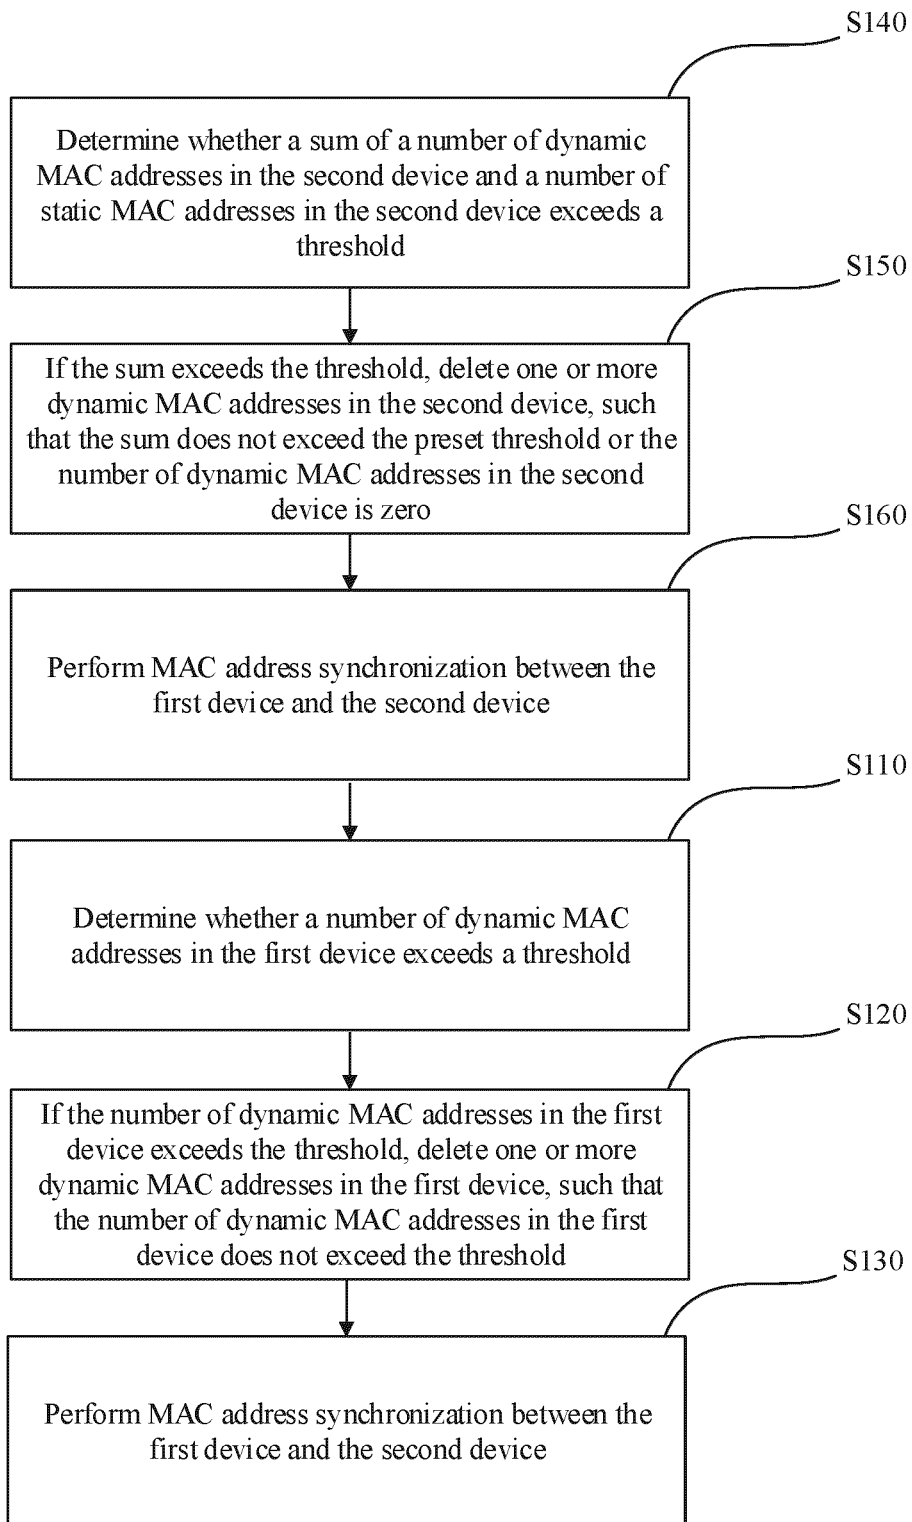 S140
Determine whether a sum of a number of dynamic
MAC addresses in the second device and a number of
static MAC addresses in the second device exceeds a
threshold
S150
If the sum exceeds the threshold, delete one or more
dynamic MAC addresses in the second device, such
that the sum does not exceed the preset threshold or the
number of dynamic MAC addresses in the second
device is zero
S160
Perform MAC address synchronization between the
first device and the second device
S110
Determine whether a number of dynamic MAC
addresses in the first device exceeds a threshold
S120
If the number of dynamic MAC addresses in the first
device exceeds the threshold, delete one or more
dynamic MAC addresses in the first device, such that
the number of dynamic MAC addresses in the first
device does not exceed the threshold
S130
Perform MAC address synchronization between the
first device and the second device